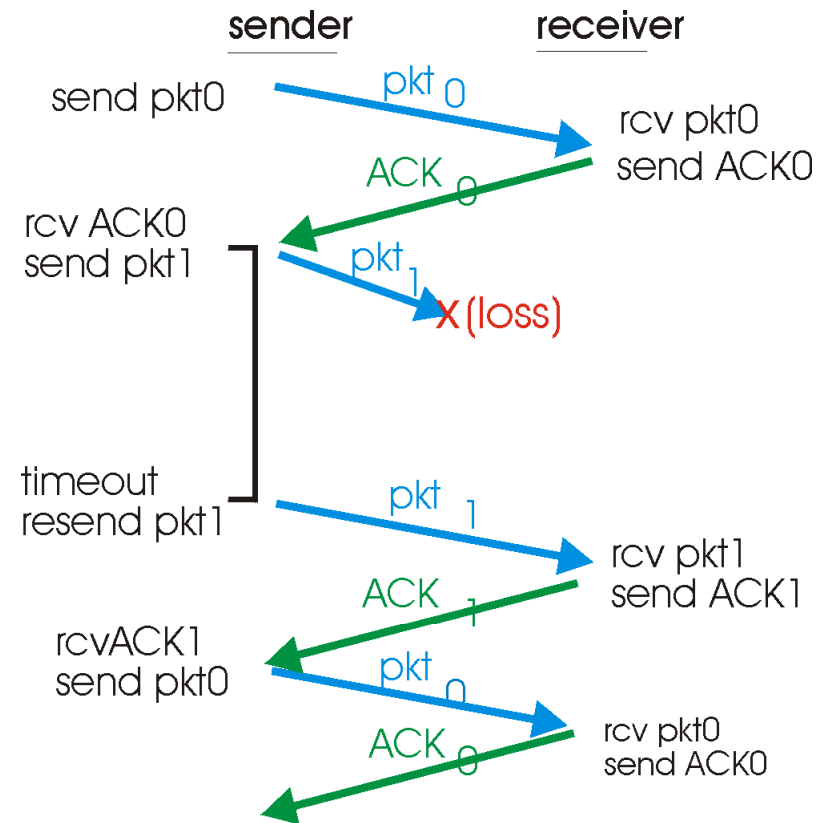 sender
receiver
send pkt0
pkt 0
rcv pkt0
send ACK0
ACK 0
rcv ACK0
send pkt1
pkt 1
X (loss)
timeout
resend pkt1
pkt 1
rcv pkt1
send ACK1
ACK 1
rcvACK1
send pkt0
pkt 0
rcv pkt0
send ACK0
ACK 0